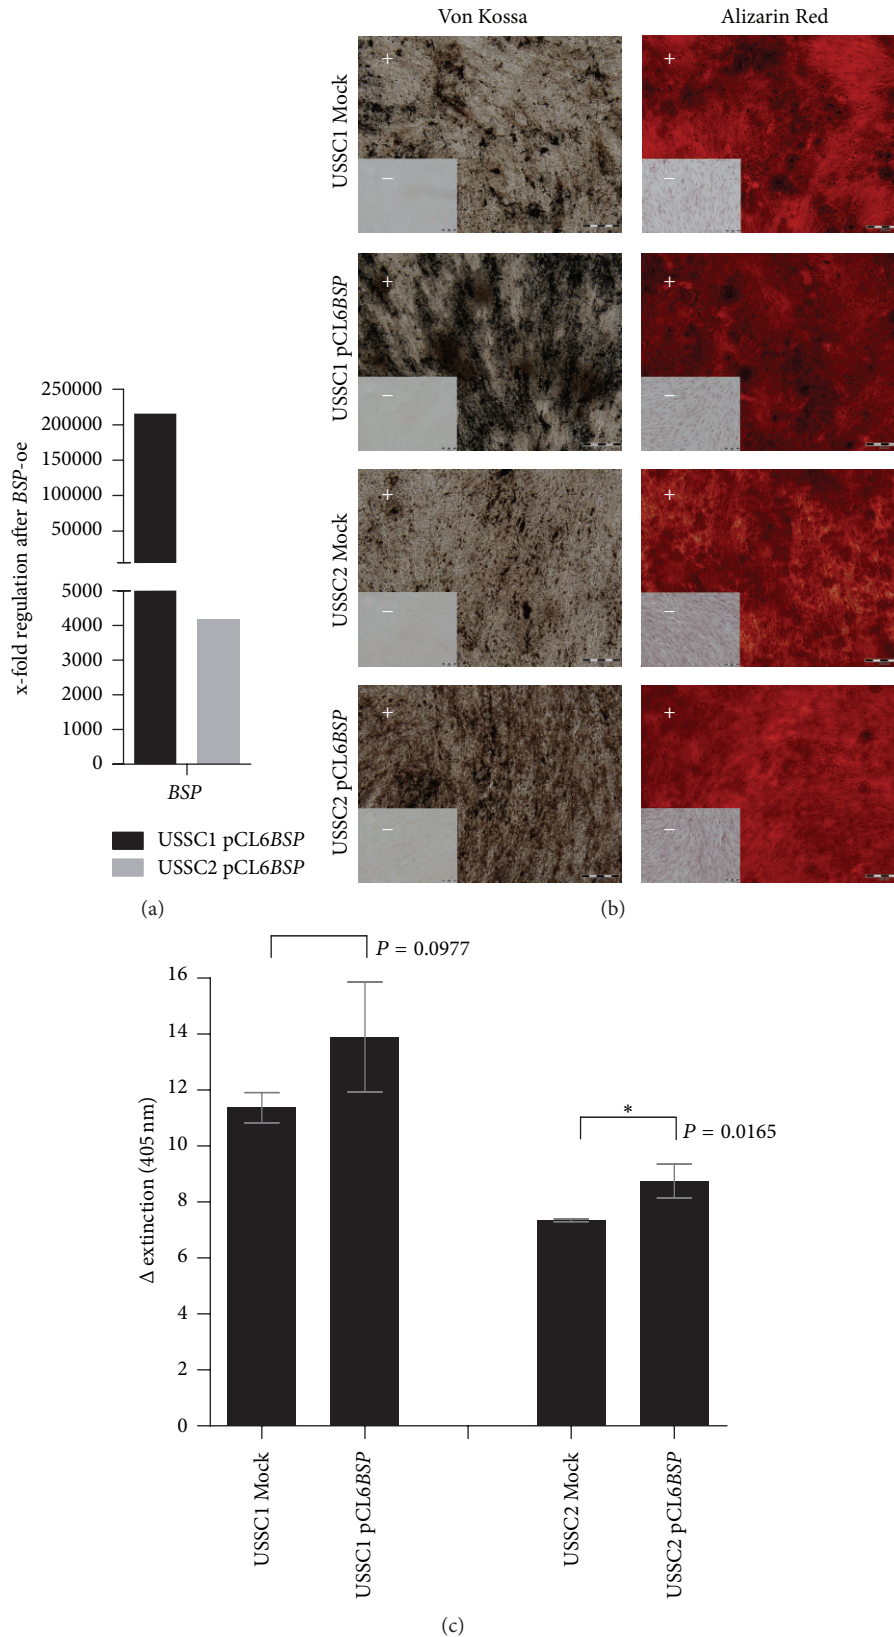 Von Kossa
Alizarin Red
USSC1 Mock
+
−
+
−
USSC1 pCL6BSP
+
−
+
−
USSC2 Mock
+
−
+
−
USSC2 pCL6BSP
+
−
+
−
x-fold regulation after BSP-oe
250000
200000
150000
100000
50000
5000
4000
3000
2000
1000
0
BSP
USSC1 pCL6BSP
USSC2 pCL6BSP
(a)
(b)
P = 0.0977
*
P = 0.0165
Δ extinction (405 nm)
16
14
12
10
8
6
4
2
0
USSC1 Mock
USSC1 pCL6BSP
USSC2 Mock
USSC2 pCL6BSP
(c)